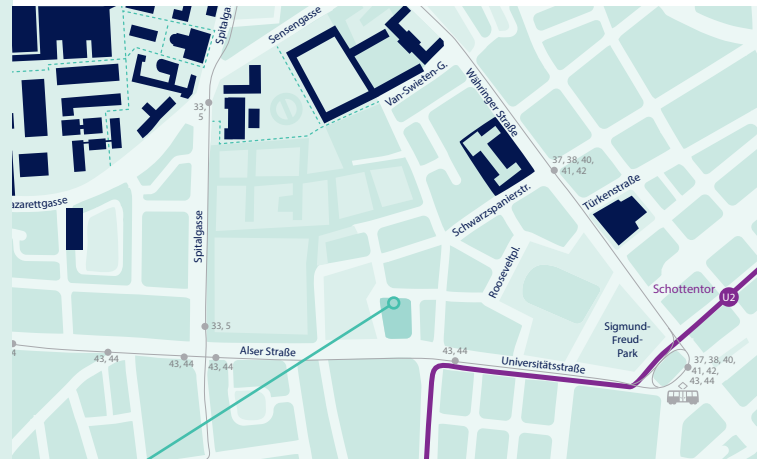 Spitalga
Sensengasse
Van-Swieten-G.
Währinger Straße
33,
5
37, 38, 40,
41, 42
Türkenstraße
azarettgasse
Schwarzspanierstr.
Spitalgasse
Rooseveltpl.
Schottentor
U2
33, 5
Sigmund-
Freud-
Park
4
43, 44
43, 44
43, 44
Alser Straße
43, 44
Universitätsstraße
37, 38, 40,
41, 42,
43, 44